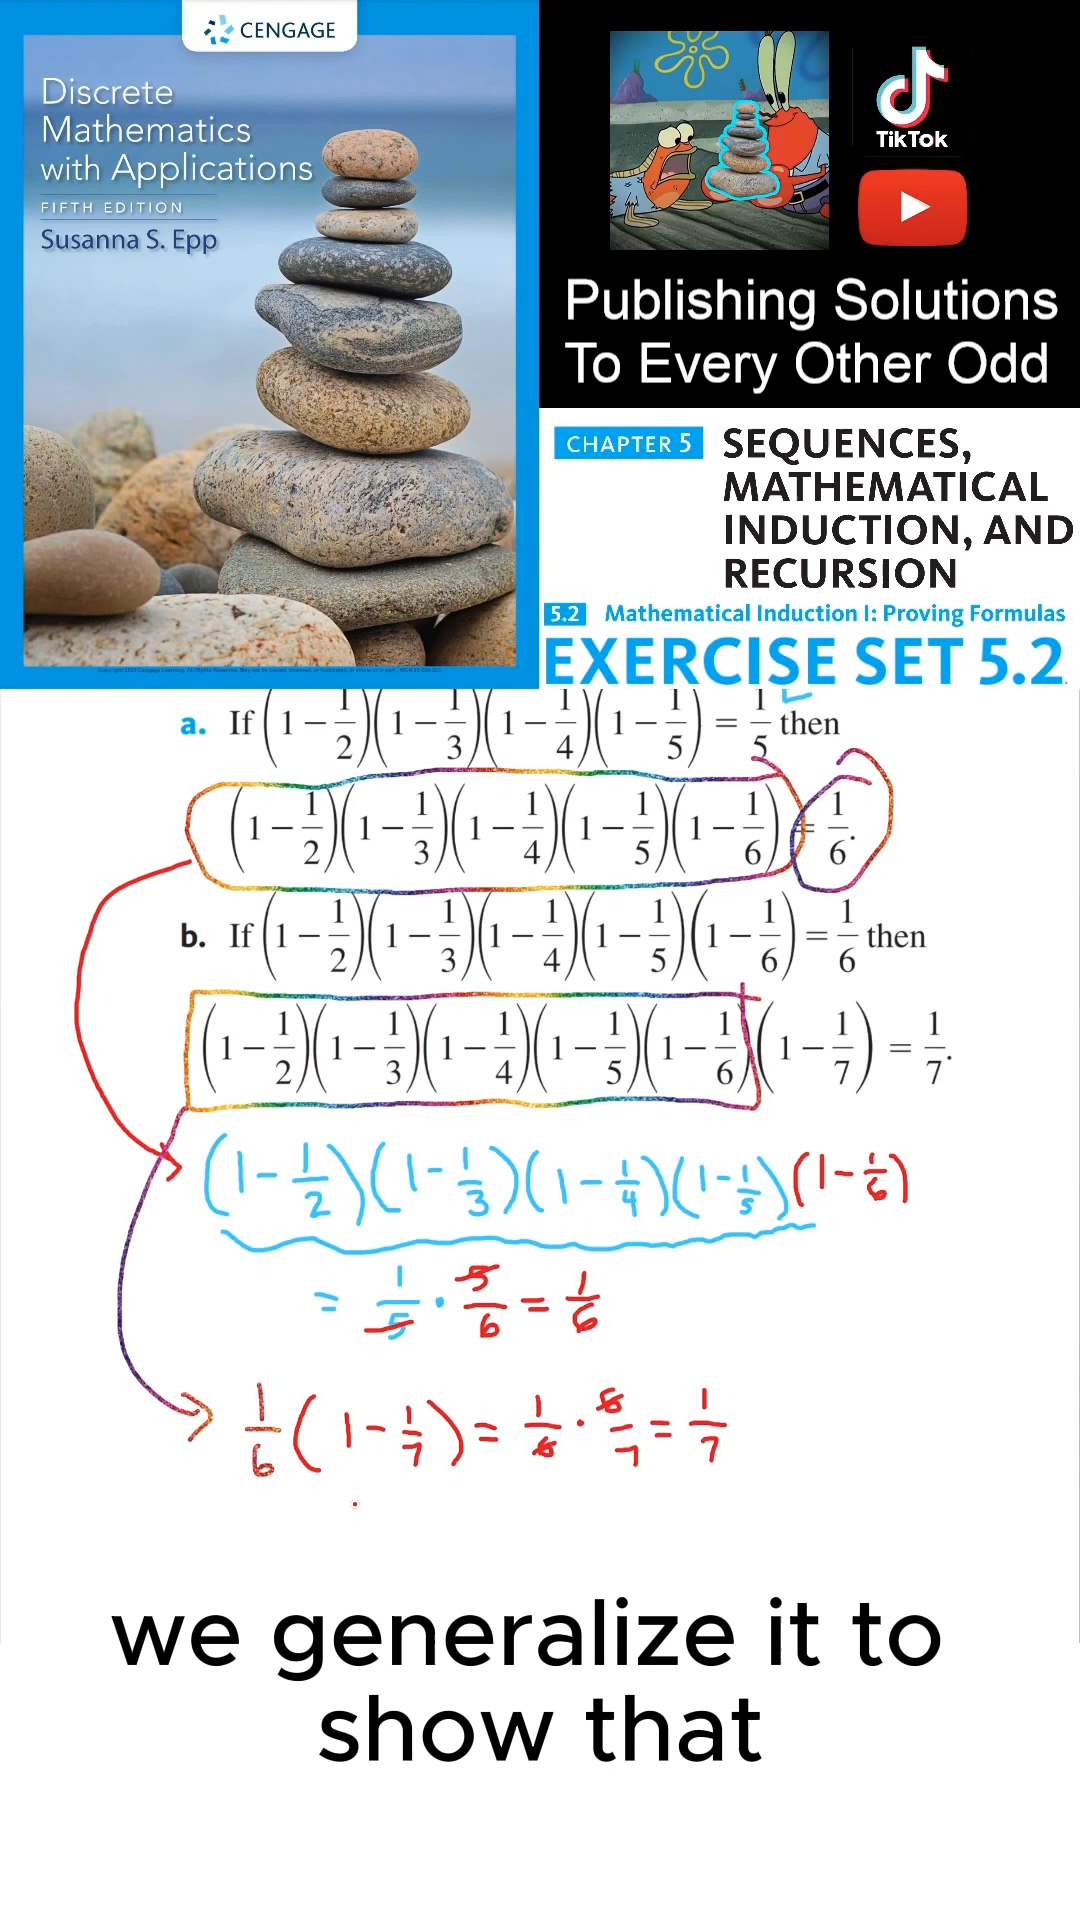 CENGAGE
Discrete
Mathematics
with Applications
FIFTH EDITION
Susanna S. Epp
TikTok
Publishing Solutions
To Every Other Odd
CHAPTER 5 SEQUENCES,
MATHEMATICAL
INDUCTION, AND
RECURSION
5.2 Mathematical Induction I: Proving Formulas
EXERCISE SET 5.2
a. If (1 − 1/2)(1 − 1/3)(1 − 1/4)(1 − 1/5) = 1/5 then
(1 − 1/2)(1 − 1/3)(1 − 1/4)(1 − 1/5)(1 − 1/6) = 1/6.
b. If (1 − 1/2)(1 − 1/3)(1 − 1/4)(1 − 1/5)(1 − 1/6) = 1/6 then
(1 − 1/2)(1 − 1/3)(1 − 1/4)(1 − 1/5)(1 − 1/6)(1 − 1/7) = 1/7.
(1 − 1/2)(1 − 1/3)(1 − 1/4)(1 − 1/5)(1 − 1/6)
= 1/5 · 5/6 = 1/6
1/6 (1 − 1/7) = 1/6 · 6/7 = 1/7
we generalize it to
show that